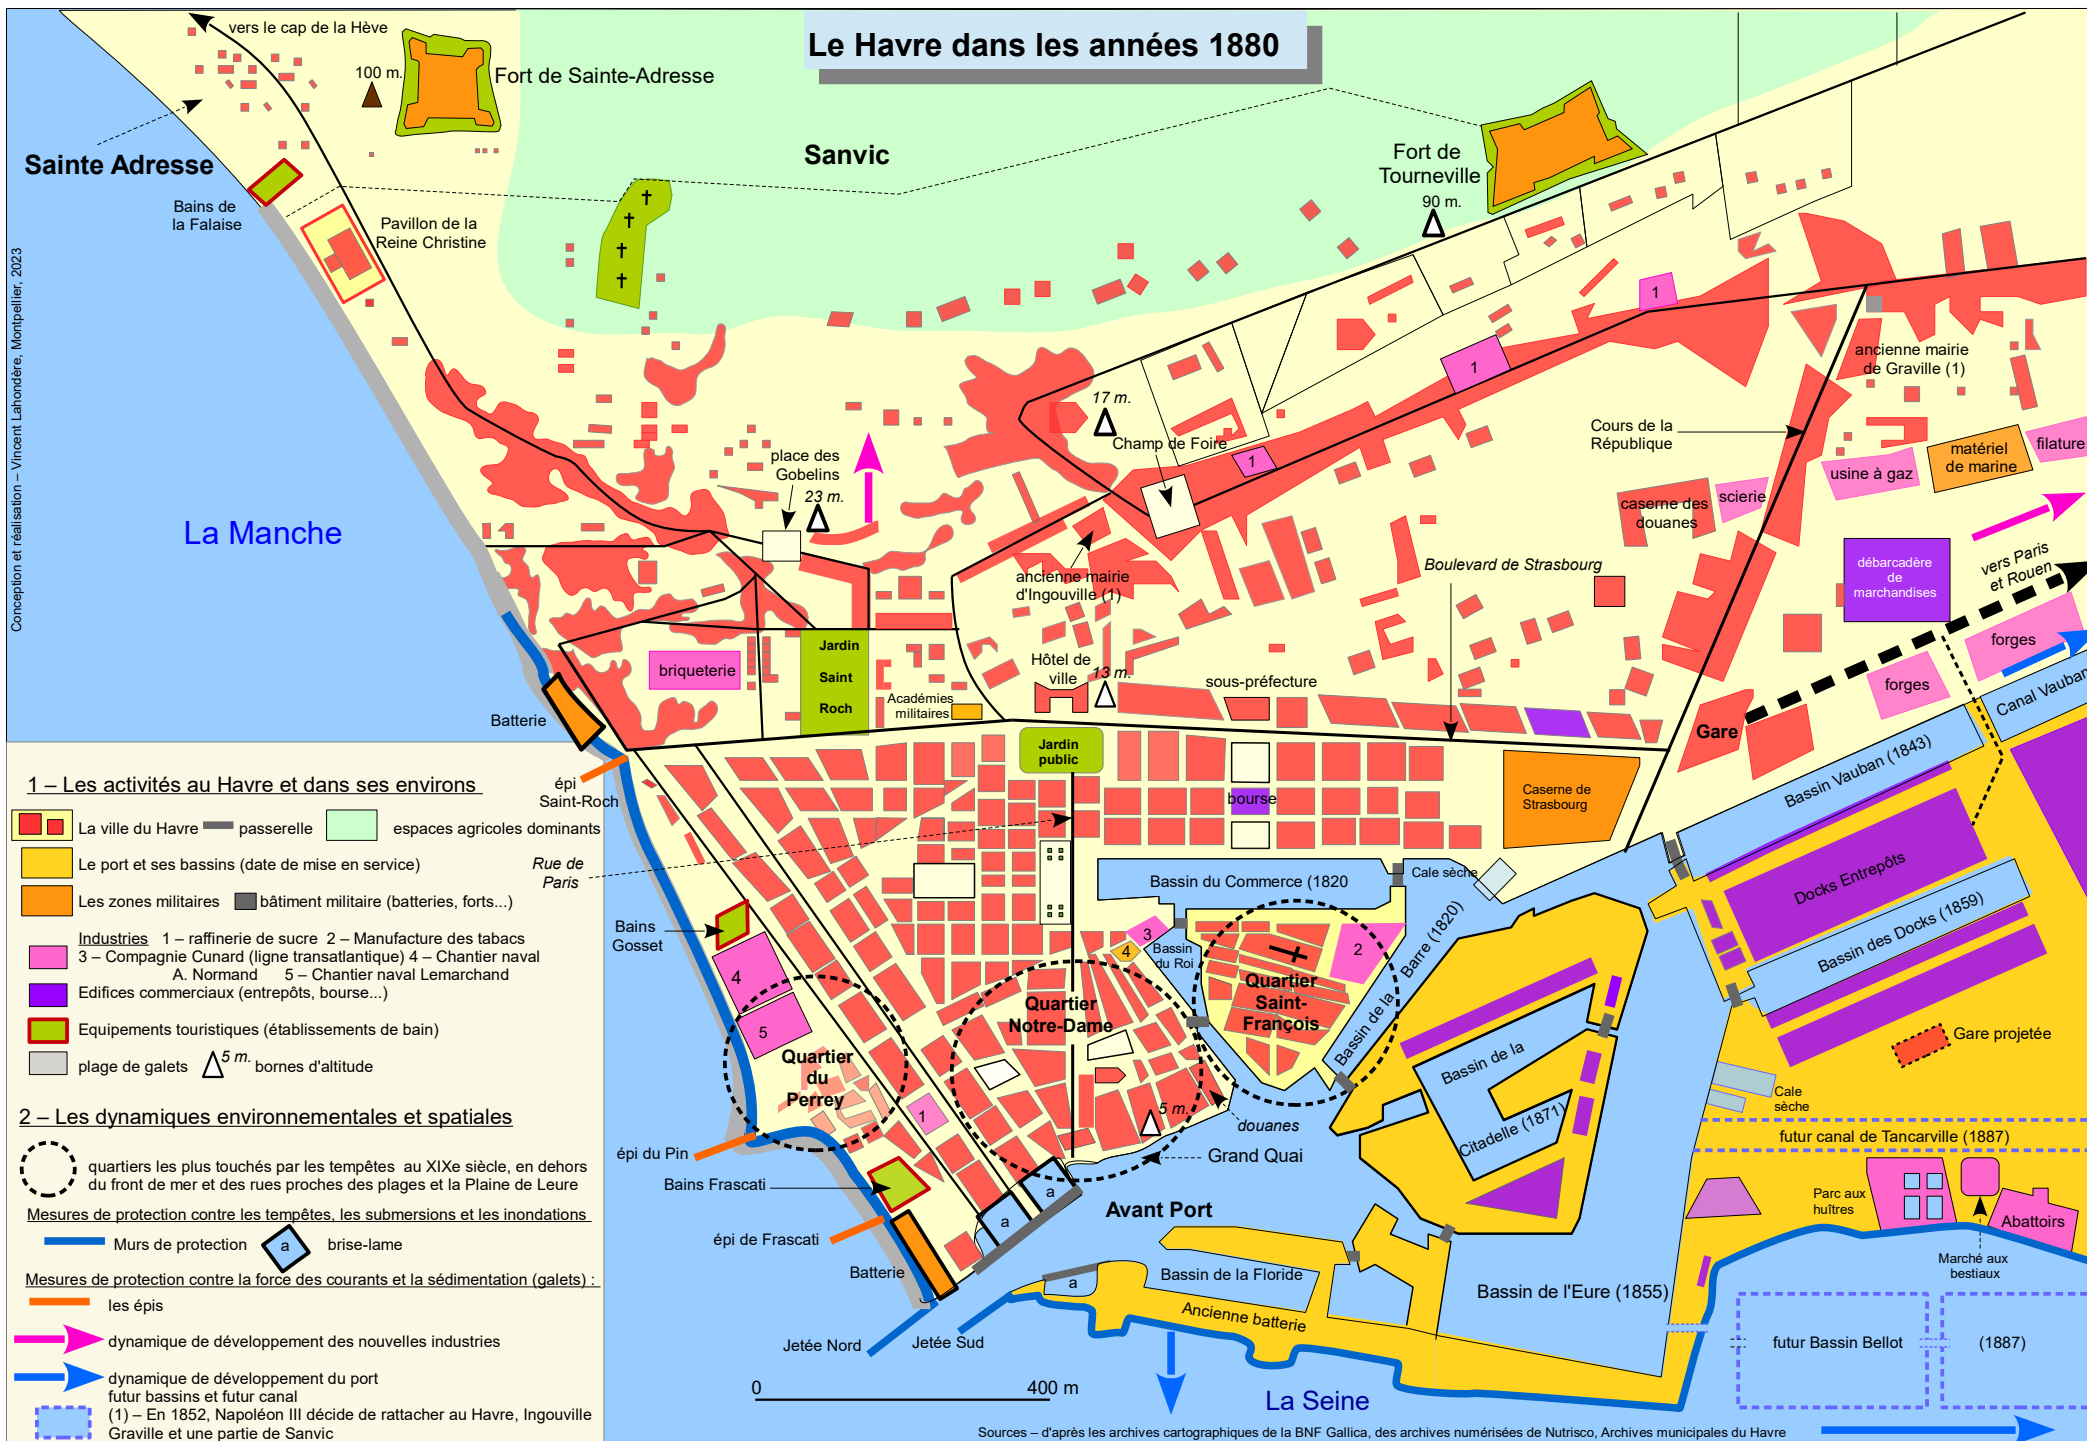 Le Havre dans les années 1880
vers le cap de la Hève
100 m.
Fort de Sainte-Adresse
Sainte Adresse
Sanvic
Fort de
Tourneville
90 m.
Bains de
la Falaise
Pavillon de la
Reine Christine
Conception et réalisation – Vincent Lahondère, Montpellier, 2023
La Manche
1
1
1
ancienne mairie
de Graville (1)
17 m.
Champ de Foire
Cours de la
République
matériel
de marine
filature
usine à gaz
scierie
caserne des
douanes
place des
Gobelins
23 m.
ancienne mairie
d'Ingouville (1)
Boulevard de Strasbourg
débarcadère
de
marchandises
vers Paris
et Rouen
forges
forges
Canal Vauban
briqueterie
Jardin
Saint
Roch
Académies
militaires
Hôtel de
ville
13 m.
sous-préfecture
Gare
Batterie
Jardin
public
bourse
Caserne de
Strasbourg
Bassin Vauban (1843)
épi
Saint-Roch
Rue de
Paris
Bassin du Commerce (1820
Cale sèche
Docks Entrepôts
Bassin des Docks (1859)
Bains
Gosset
3
4
Bassin
du Roi
2
Bassin de la Barre (1820)
4
5
Quartier
Notre-Dame
Quartier
Saint-
François
Quartier
du
Perrey
1
Bassin de la
Citadelle (1871)
Gare projetée
Cale
sèche
5 m.
douanes
Grand Quai
épi du Pin
Bains Frascati
épi de Frascati
Batterie
a
a
a
Avant Port
futur canal de Tancarville (1887)
Parc aux
huîtres
Abattoirs
Marché aux
bestiaux
Bassin de la Floride
Ancienne batterie
Bassin de l'Eure (1855)
Jetée Nord
Jetée Sud
futur Bassin Bellot
(1887)
0
400 m
La Seine
Sources – d'après les archives cartographiques de la BNF Gallica, des archives numérisées de Nutrisco, Archives municipales du Havre
1 – Les activités au Havre et dans ses environs
La ville du Havre
passerelle
espaces agricoles dominants
Le port et ses bassins (date de mise en service)
Les zones militaires
bâtiment militaire (batteries, forts...)
Industries 1 – raffinerie de sucre 2 – Manufacture des tabacs
3 – Compagnie Cunard (ligne transatlantique) 4 – Chantier naval
A. Normand 5 – Chantier naval Lemarchand
Edifices commerciaux (entrepôts, bourse...)
Equipements touristiques (établissements de bain)
plage de galets
5 m.
bornes d'altitude
2 – Les dynamiques environnementales et spatiales
quartiers les plus touchés par les tempêtes au XIXe siècle, en dehors
du front de mer et des rues proches des plages et la Plaine de Leure
Mesures de protection contre les tempêtes, les submersions et les inondations
Murs de protection
a
brise-lame
Mesures de protection contre la force des courants et la sédimentation (galets) :
les épis
dynamique de développement des nouvelles industries
dynamique de développement du port
futur bassins et futur canal
(1) – En 1852, Napoléon III décide de rattacher au Havre, Ingouville
Graville et une partie de Sanvic